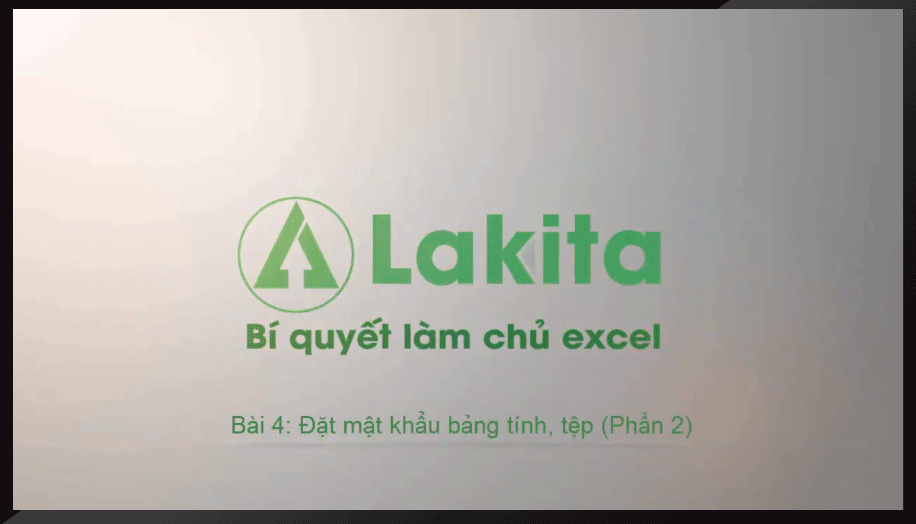 Lakita
Bí quyết làm chủ excel
Bài 4: Đặt mật khẩu bảng tính, tệp (Phần 2)